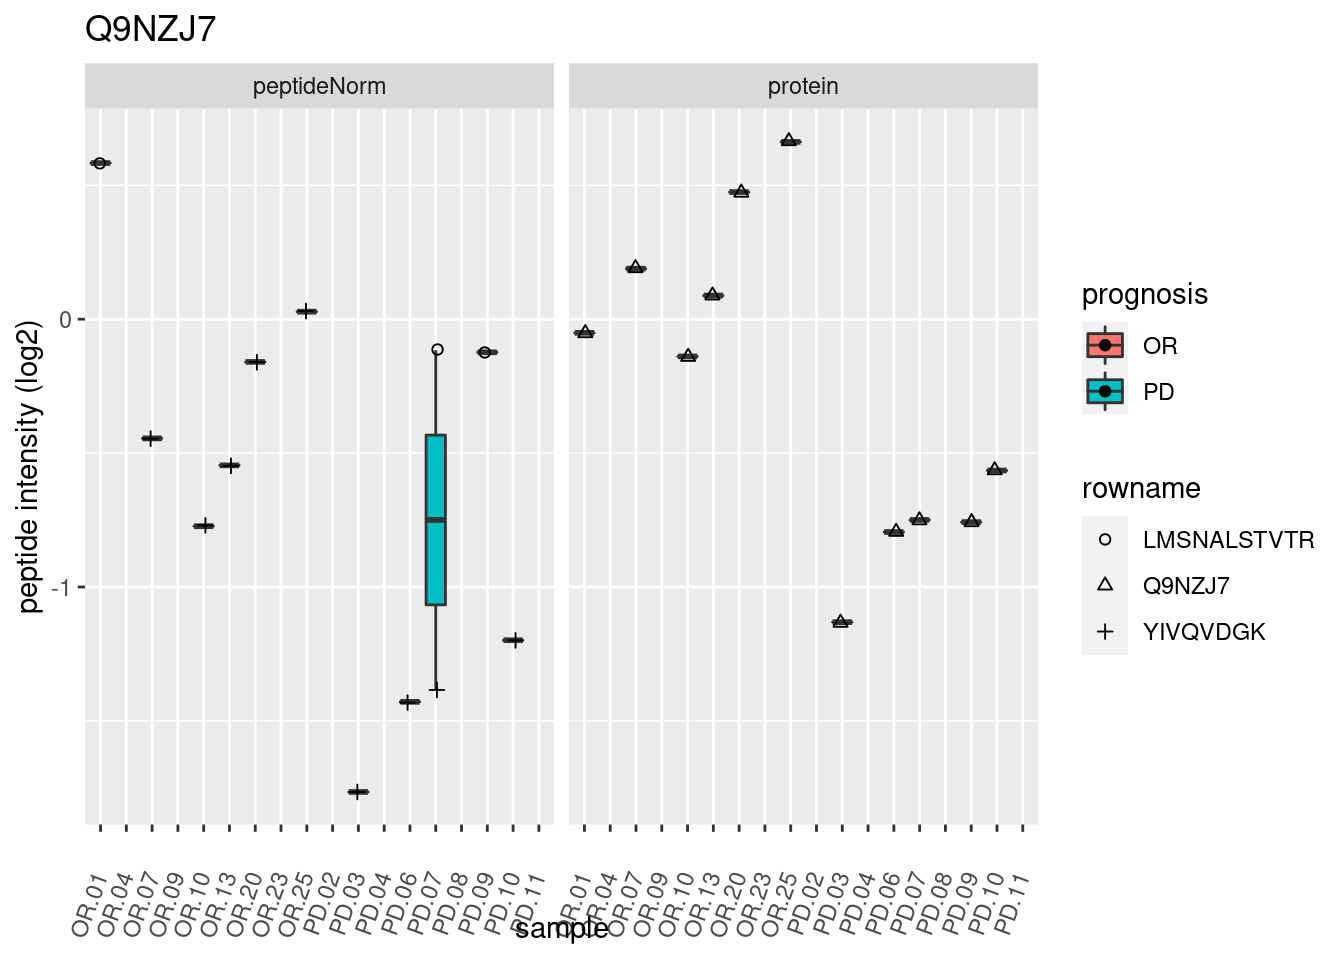 Q9NZJ7
peptideNorm
protein
peptide intensity (log2)
0
-1
OR.01
OR.04
OR.07
OR.09
OR.10
OR.13
OR.20
OR.23
OR.25
PD.02
PD.03
PD.04
PD.06
PD.07
PD.08
PD.09
PD.10
PD.11
OR.01
OR.04
OR.07
OR.09
OR.10
OR.13
OR.20
OR.23
OR.25
PD.02
PD.03
PD.04
PD.06
PD.07
PD.08
PD.09
PD.10
PD.11
sample
prognosis
OR
PD
rowname
LMSNALSTVTR
Q9NZJ7
YIVQVDGK